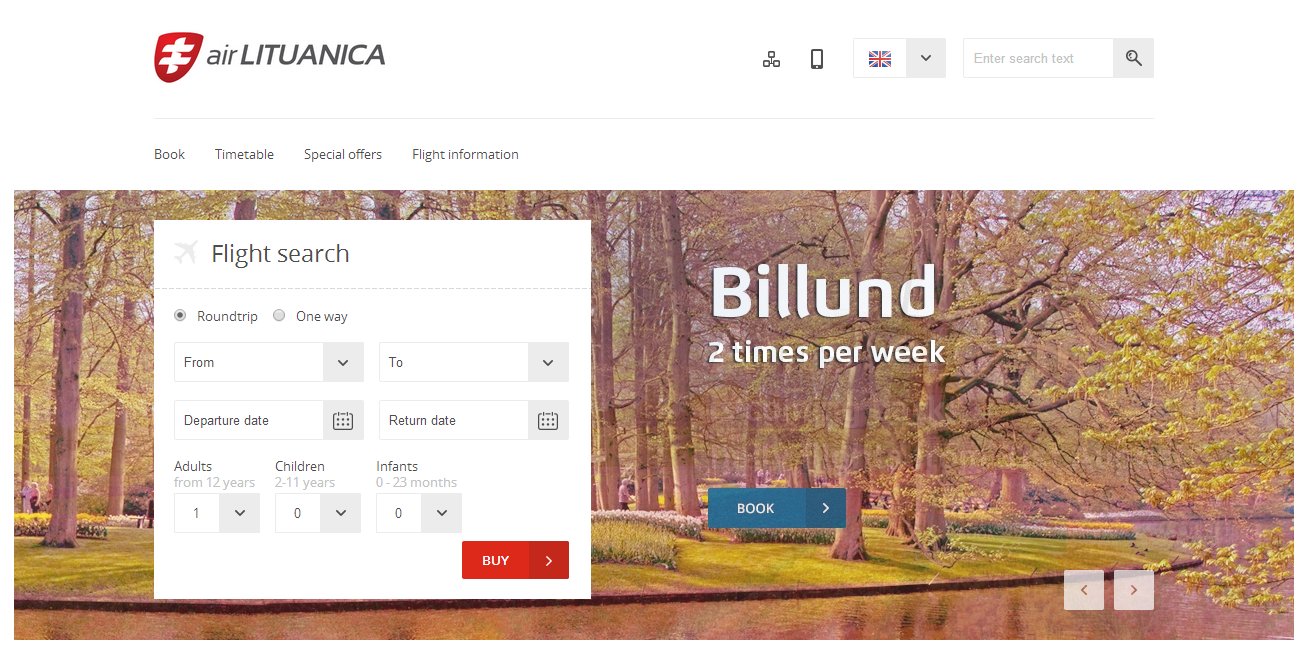 air LITUANICA
Enter search text
Book Timetable Special offers Flight information
Flight search
Roundtrip One way
From To
Departure date Return date
Adults Children Infants
from 12 years 2-11 years 0 - 23 months
1 0 0
BUY
Billund
2 times per week
BOOK